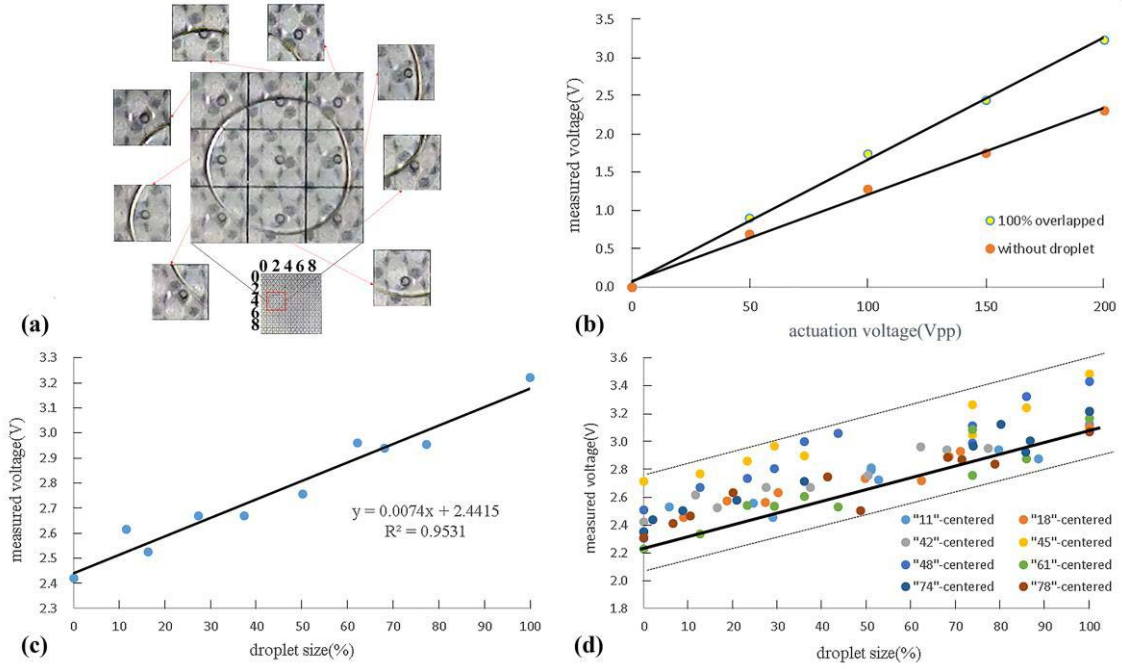 0 2 4 6 8
0
2
4
6
8
(a)
measured voltage(V)
3.5
3.0
2.5
2.0
1.5
1.0
0.5
0.0
0 50 100 150 200
actuation voltage(Vpp)
100% overlapped
without droplet
(b)
measured voltage(V)
3.3
3.2
3.1
3.0
2.9
2.8
2.7
2.6
2.5
2.4
2.3
0 10 20 30 40 50 60 70 80 90 100
droplet size(%)
y = 0.0074x + 2.4415
R² = 0.9531
(c)
measured voltage(V)
3.6
3.4
3.2
3.0
2.8
2.6
2.4
2.2
2.0
1.8
0 10 20 30 40 50 60 70 80 90 100
droplet size(%)
"11"-centered "18"-centered
"42"-centered "45"-centered
"48"-centered "61"-centered
"74"-centered "78"-centered
(d)